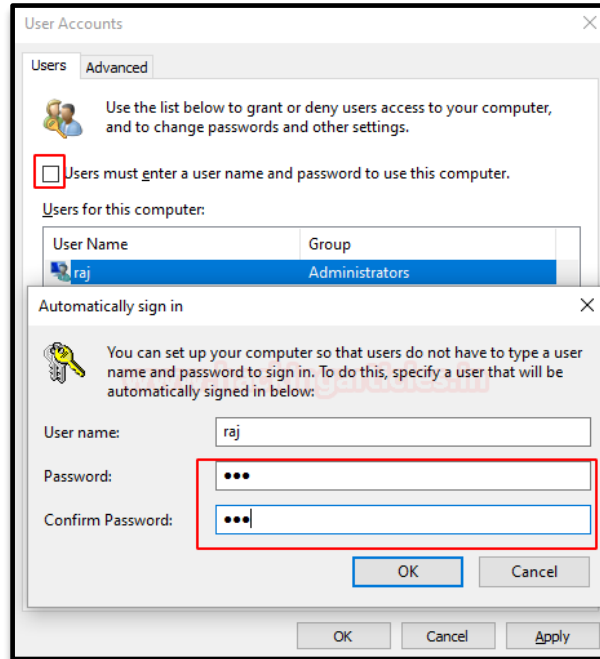 User Accounts
Users Advanced
Use the list below to grant or deny users access to your computer,
and to change passwords and other settings.
Users must enter a user name and password to use this computer.
Users for this computer:
User Name Group
raj Administrators
Automatically sign in
You can set up your computer so that users do not have to type a user
name and password to sign in. To do this, specify a user that will be
automatically signed in below:
www.hackingarticles.in
User name: raj
Password: ●●●
Confirm Password: ●●●
OK Cancel
OK Cancel Apply